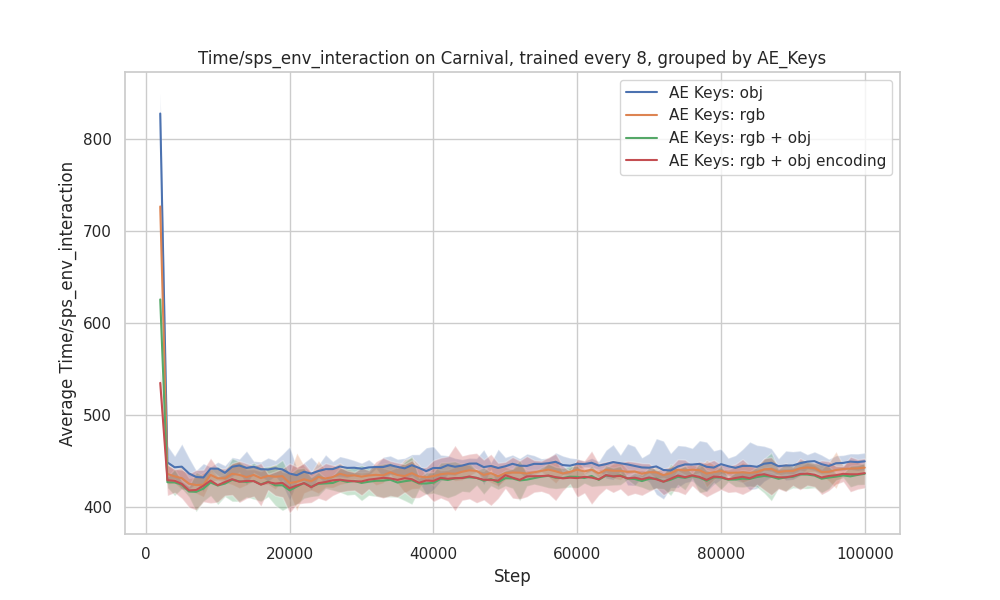 Time/sps_env_interaction on Carnival, trained every 8, grouped by AE_Keys
AE Keys: obj
AE Keys: rgb
AE Keys: rgb + obj
AE Keys: rgb + obj encoding
Average Time/sps_env_interaction
800
700
600
500
400
0
20000
40000
60000
80000
100000
Step